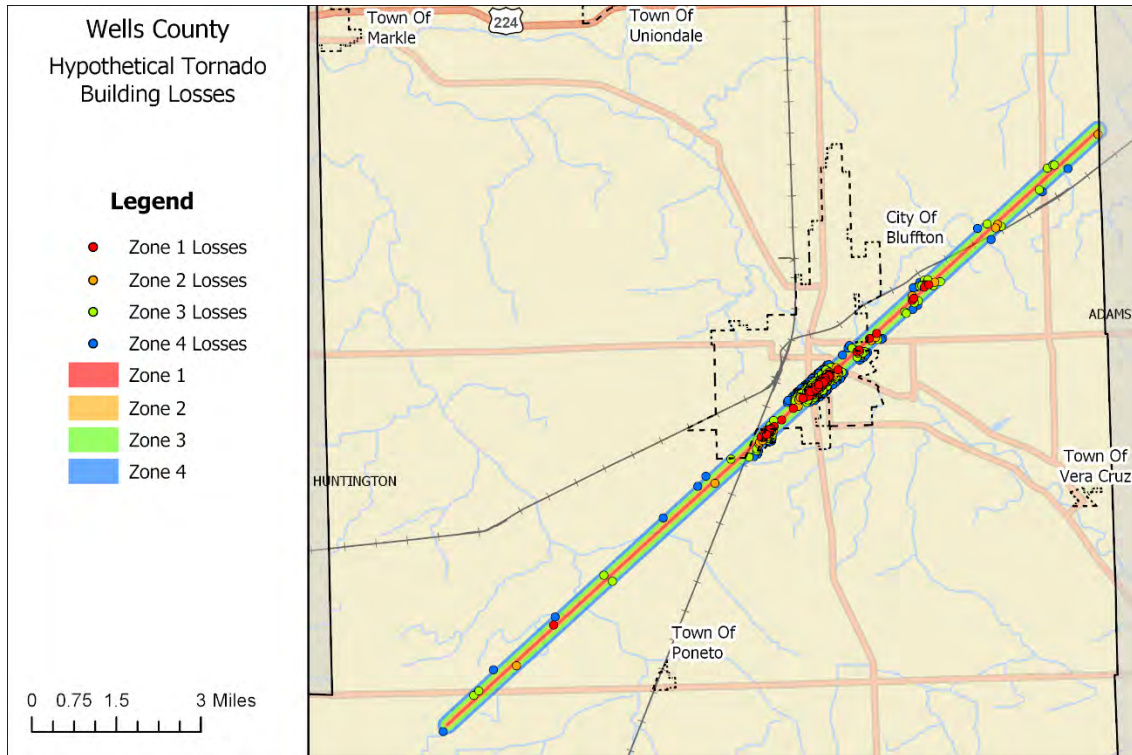 Wells County
Hypothetical Tornado
Building Losses
Legend
Zone 1 Losses
Zone 2 Losses
Zone 3 Losses
Zone 4 Losses
Zone 1
Zone 2
Zone 3
Zone 4
0 0.75 1.5 3 Miles
Town Of
Markle
224
Town Of
Uniondale
City Of
Bluffton
ADAMS
HUNTINGTON
Town Of
Vera Cruz
Town Of
Poneto